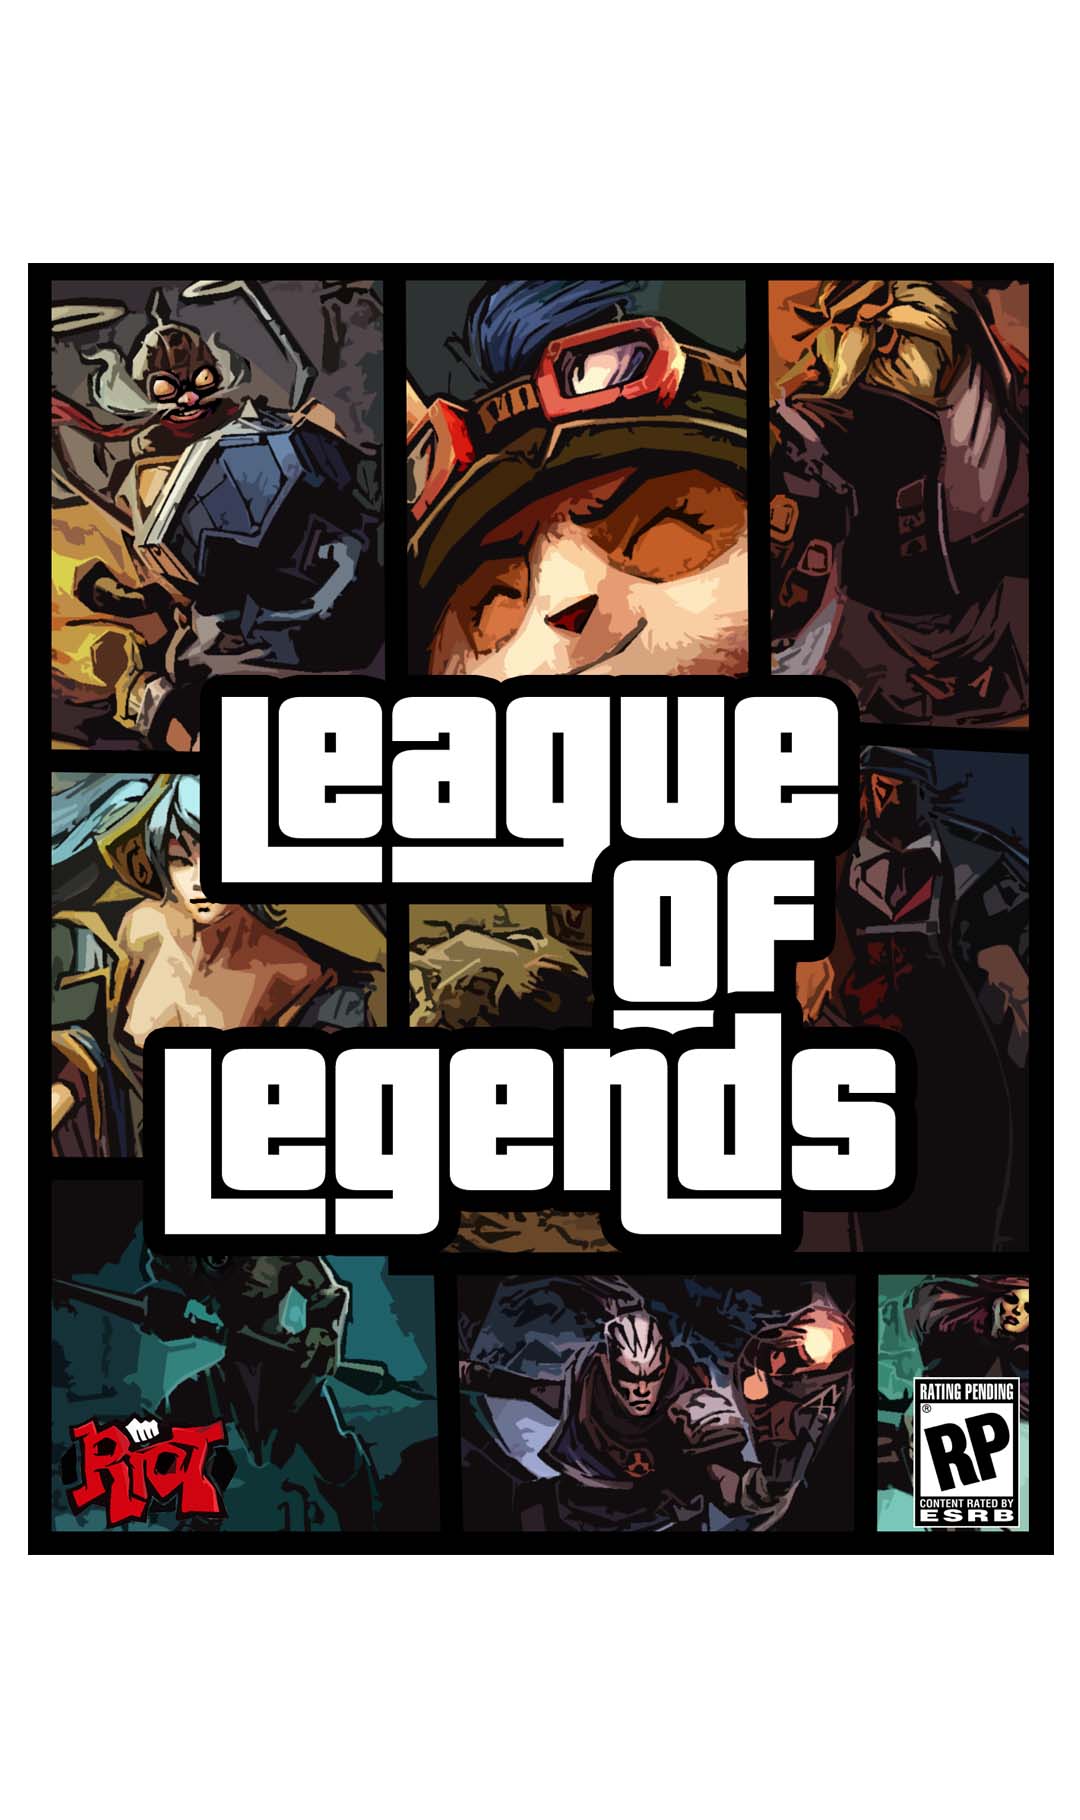 League
of
Legends
RIOT
RATING PENDING
®
RP
CONTENT RATED BY
ESRB